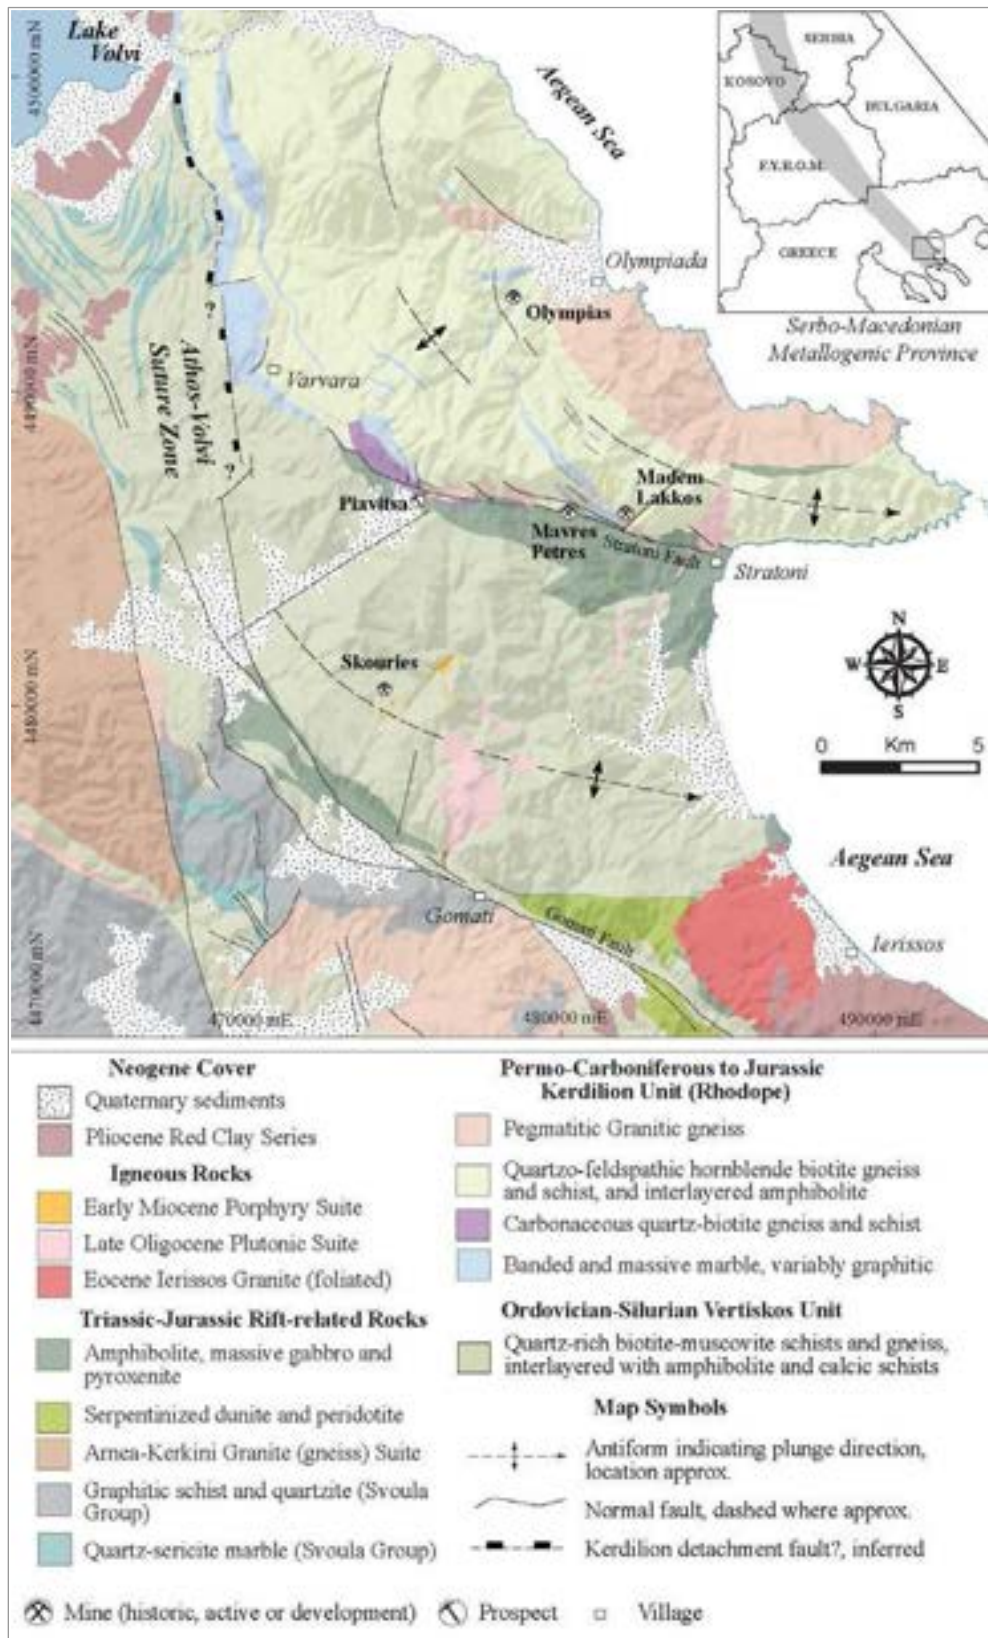 Lake
Volvi
Aegean Sea
SERBIA
KOSOVO
BULGARIA
F.Y.R.O.M.
GREECE
Serbo-Macedonian
Metallogenic Province
4500000 mN
Olympiada
Olympias
?
Athos-Volvi
Suture Zone
Varvara
4490000 mN
?
Madem
Lakkos
Piavitsa
Mavres
Petres
Stratoni Fault
Stratoni
N
W E
S
Skouries
4480000 mN
0 Km 5
Aegean Sea
Gomati
Gomati Fault
Ierissos
4470000 mN
470000 mE
480000 mE
490000 mE
Neogene Cover
Quaternary sediments
Pliocene Red Clay Series
Igneous Rocks
Early Miocene Porphyry Suite
Late Oligocene Plutonic Suite
Eocene Ierissos Granite (foliated)
Triassic-Jurassic Rift-related Rocks
Amphibolite, massive gabbro and
pyroxenite
Serpentinized dunite and peridotite
Arnea-Kerkini Granite (gneiss) Suite
Graphitic schist and quartzite (Svoula
Group)
Quartz-sericite marble (Svoula Group)
Permo-Carboniferous to Jurassic
Kerdilion Unit (Rhodope)
Pegmatitic Granitic gneiss
Quartzo-feldspathic hornblende biotite gneiss
and schist, and interlayered amphibolite
Carbonaceous quartz-biotite gneiss and schist
Banded and massive marble, variably graphitic
Ordovician-Silurian Vertiskos Unit
Quartz-rich biotite-muscovite schists and gneiss,
interlayered with amphibolite and calcic schists
Map Symbols
Antiform indicating plunge direction,
location approx.
Normal fault, dashed where approx.
Kerdilion detachment fault?, inferred
Mine (historic, active or development)
Prospect
Village